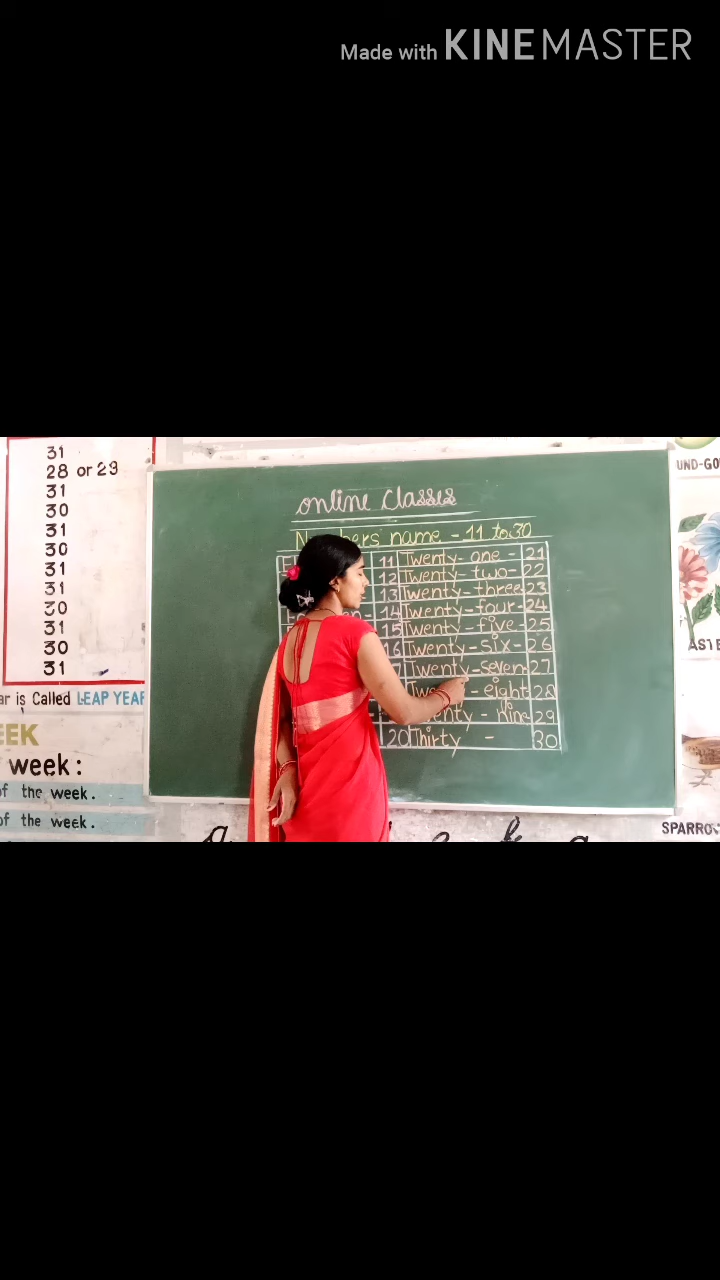 Made with KINEMASTER
31
28 or 29
31
30
31
30
31
31
30
31
30
31
ar is Called LEAP YEAR
EEK
week:
of the week.
of the week.
online Classes
Numbers name - 11 to 30
11 Twenty-one - 21
12 Twenty-two - 22
13 Twenty-three 23
14 Twenty-four - 24
15 Twenty-five - 25
16 Twenty-six - 26
Twenty-seven- 27
- eight 28
- Nine 29
20 Thirty - 30
UND-GO
ASTE
SPARROW